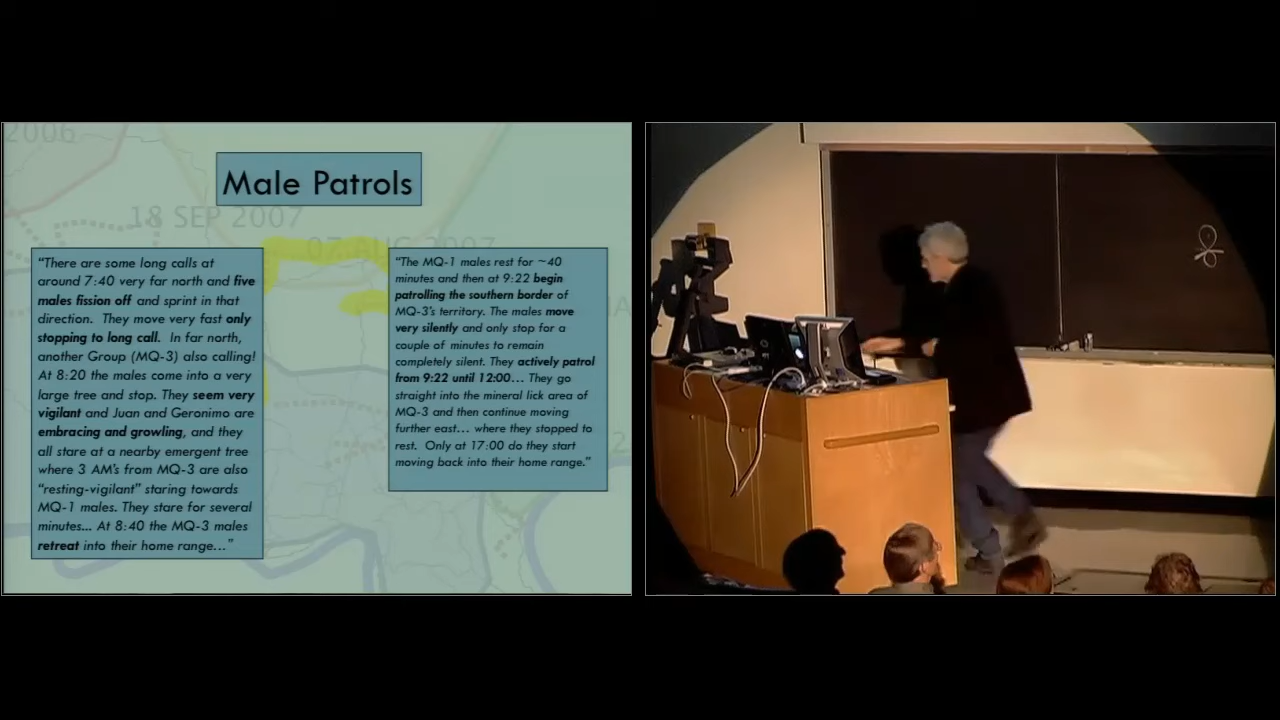 2006
Male Patrols
18 SEP 2007
07 AUG 2007
"There are some long calls at
around 7:40 very far north and five
males fission off and sprint in that
direction. They move very fast only
stopping to long call. In far north,
another Group (MQ-3) also calling!
At 8:20 the males come into a very
large tree and stop. They seem very
vigilant and Juan and Geronimo are
embracing and growling, and they
all stare at a nearby emergent tree
where 3 AM's from MQ-3 are also
"resting-vigilant" staring towards
MQ-1 males. They stare for several
minutes... At 8:40 the MQ-3 males
retreat into their home range..."
"The MQ-1 males rest for ~40
minutes and then at 9:22 begin
patrolling the southern border of
MQ-3's territory. The males move
very silently and only stop for a
couple of minutes to remain
completely silent. They actively patrol
from 9:22 until 12:00... They go
straight into the mineral lick area of
MQ-3 and then continue moving
further east... where they stopped to
rest. Only at 17:00 do they start
moving back into their home range."